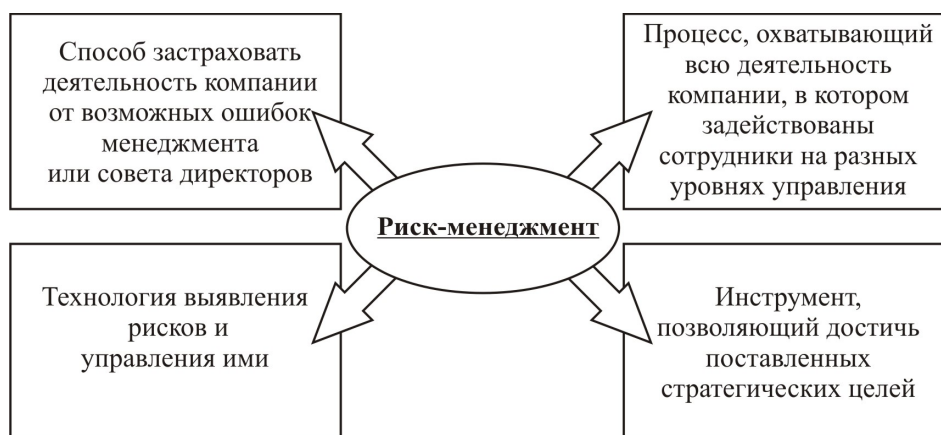 Способ застраховать
деятельность компании
от возможных ошибок
менеджмента
или совета директоров
Процесс, охватывающий
всю деятельность
компании, в котором
задействованы
сотрудники на разных
уровнях управления
Риск-менеджмент
Технология выявления
рисков и
управления ими
Инструмент,
позволяющий достичь
поставленных
стратегических целей